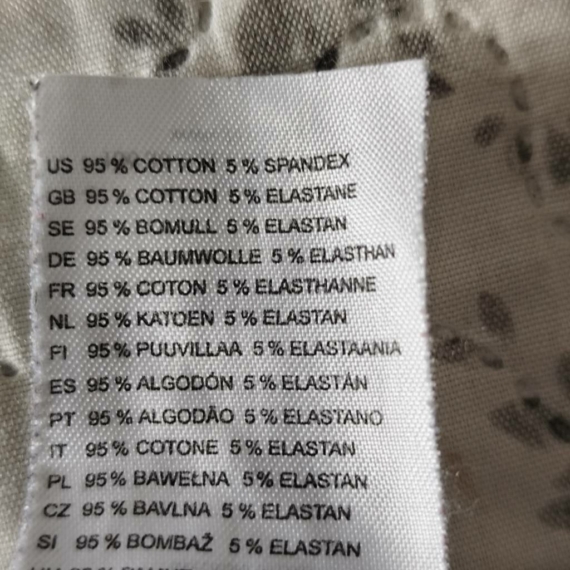 US 95 % COTTON 5 % SPANDEX
GB 95 % COTTON 5 % ELASTANE
SE 95 % BOMULL 5 % ELASTAN
DE 95 % BAUMWOLLE 5 % ELASTHAN
FR 95 % COTON 5 % ELASTHANNE
NL 95 % KATOEN 5 % ELASTAN
FI 95 % PUUVILLAA 5 % ELASTAANIA
ES 95 % ALGODÓN 5 % ELASTÁN
PT 95 % ALGODÃO 5 % ELASTANO
IT 95 % COTONE 5 % ELASTAN
PL 95% BAWEŁNA 5% ELASTAN
CZ 95 % BAVLNA 5 % ELASTAN
SI 95 % BOMBAŽ 5 % ELASTAN